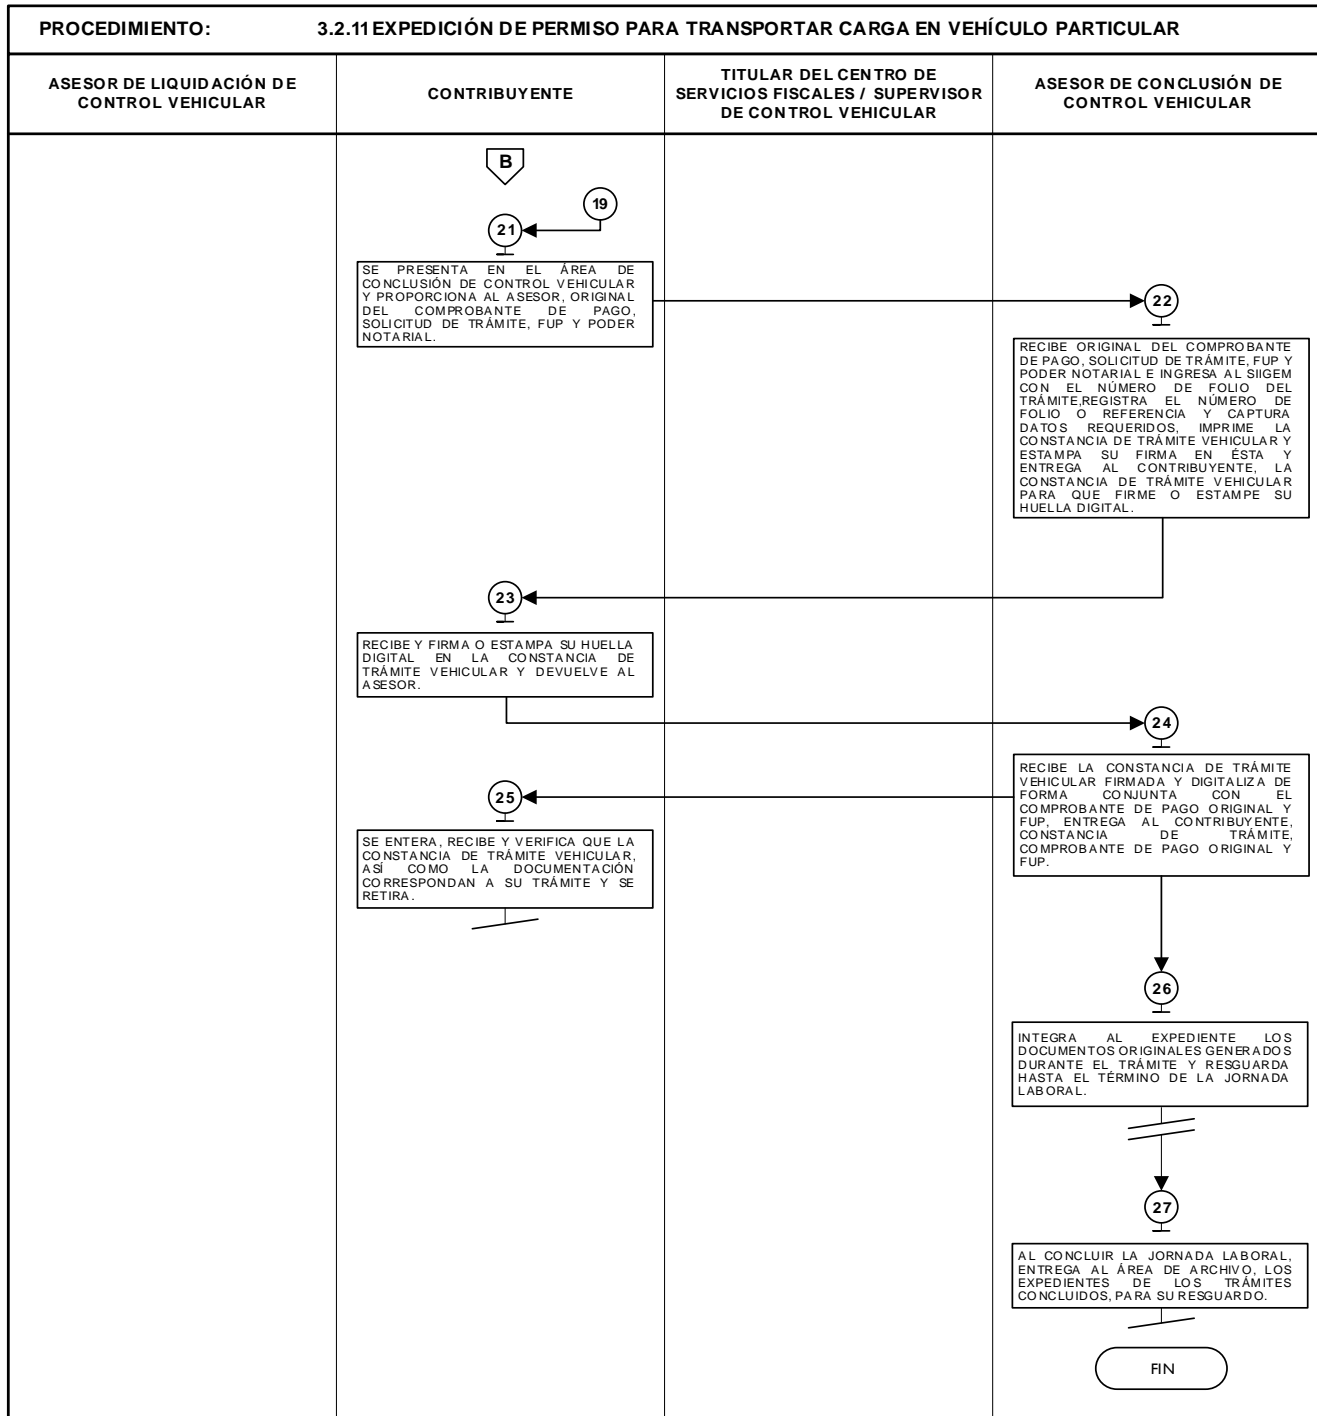 PROCEDIMIENTO: 3.2.11 EXPEDICIÓN DE PERMISO PARA TRANSPORTAR CARGA EN VEHÍCULO PARTICULAR
ASESOR DE LIQUIDACIÓN DE
CONTROL VEHICULAR
CONTRIBUYENTE
TITULAR DEL CENTRO DE
SERVICIOS FISCALES / SUPERVISOR
DE CONTROL VEHICULAR
ASESOR DE CONCLUSIÓN DE
CONTROL VEHICULAR
B
19
21
SE PRESENTA EN EL ÁREA DE
CONCLUSIÓN DE CONTROL VEHICULAR
Y PROPORCIONA AL ASESOR, ORIGINAL
DEL COMPROBANTE DE PAGO,
SOLICITUD DE TRÁMITE, FUP Y PODER
NOTARIAL.
22
RECIBE ORIGINAL DEL COMPROBANTE
DE PAGO, SOLICITUD DE TRÁMITE, FUP Y
PODER NOTARIAL E INGRESA AL SIIGEM
CON EL NÚMERO DE FOLIO DEL
TRÁMITE,REGISTRA EL NÚMERO DE
FOLIO O REFERENCIA Y CAPTURA
DATOS REQUERIDOS, IMPRIME LA
CONSTANCIA DE TRÁMITE VEHICULAR Y
ESTAMPA SU FIRMA EN ÉSTA Y
ENTREGA AL CONTRIBUYENTE, LA
CONSTANCIA DE TRÁMITE VEHICULAR
PARA QUE FIRME O ESTAMPE SU
HUELLA DIGITAL.
23
RECIBE Y FIRMA O ESTAMPA SU HUELLA
DIGITAL EN LA CONSTANCIA DE
TRÁMITE VEHICULAR Y DEVUELVE AL
ASESOR.
24
RECIBE LA CONSTANCIA DE TRÁMITE
VEHICULAR FIRMADA Y DIGITALIZA DE
FORMA CONJUNTA CON EL
COMPROBANTE DE PAGO ORIGINAL Y
FUP, ENTREGA AL CONTRIBUYENTE,
CONSTANCIA DE TRÁMITE,
COMPROBANTE DE PAGO ORIGINAL Y
FUP.
25
SE ENTERA, RECIBE Y VERIFICA QUE LA
CONSTANCIA DE TRÁMITE VEHICULAR,
ASÍ COMO LA DOCUMENTACIÓN
CORRESPONDAN A SU TRÁMITE Y SE
RETIRA.
26
INTEGRA AL EXPEDIENTE LOS
DOCUMENTOS ORIGINALES GENERADOS
DURANTE EL TRÁMITE Y RESGUARDA
HASTA EL TÉRMINO DE LA JORNADA
LABORAL.
27
AL CONCLUIR LA JORNADA LABORAL,
ENTREGA AL ÁREA DE ARCHIVO, LOS
EXPEDIENTES DE LOS TRÁMITES
CONCLUIDOS, PARA SU RESGUARDO.
FIN